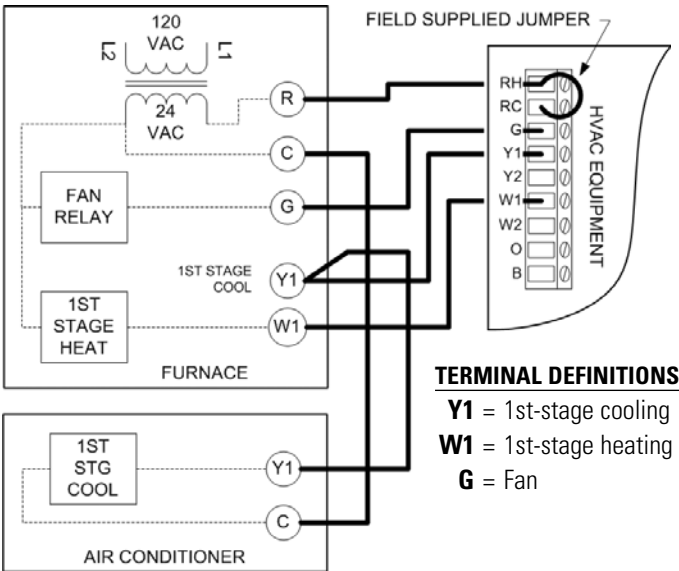 FIELD SUPPLIED JUMPER
120
VAC
L2
L1
24
VAC
R
C
G
Y1
W1
FAN
RELAY
1ST STAGE
COOL
1ST
STAGE
HEAT
FURNACE
RH
RC
G
Y1
Y2
W1
W2
O
B
HVAC EQUIPMENT
TERMINAL DEFINITIONS
Y1 = 1st-stage cooling
W1 = 1st-stage heating
G = Fan
1ST
STG
COOL
Y1
C
AIR CONDITIONER